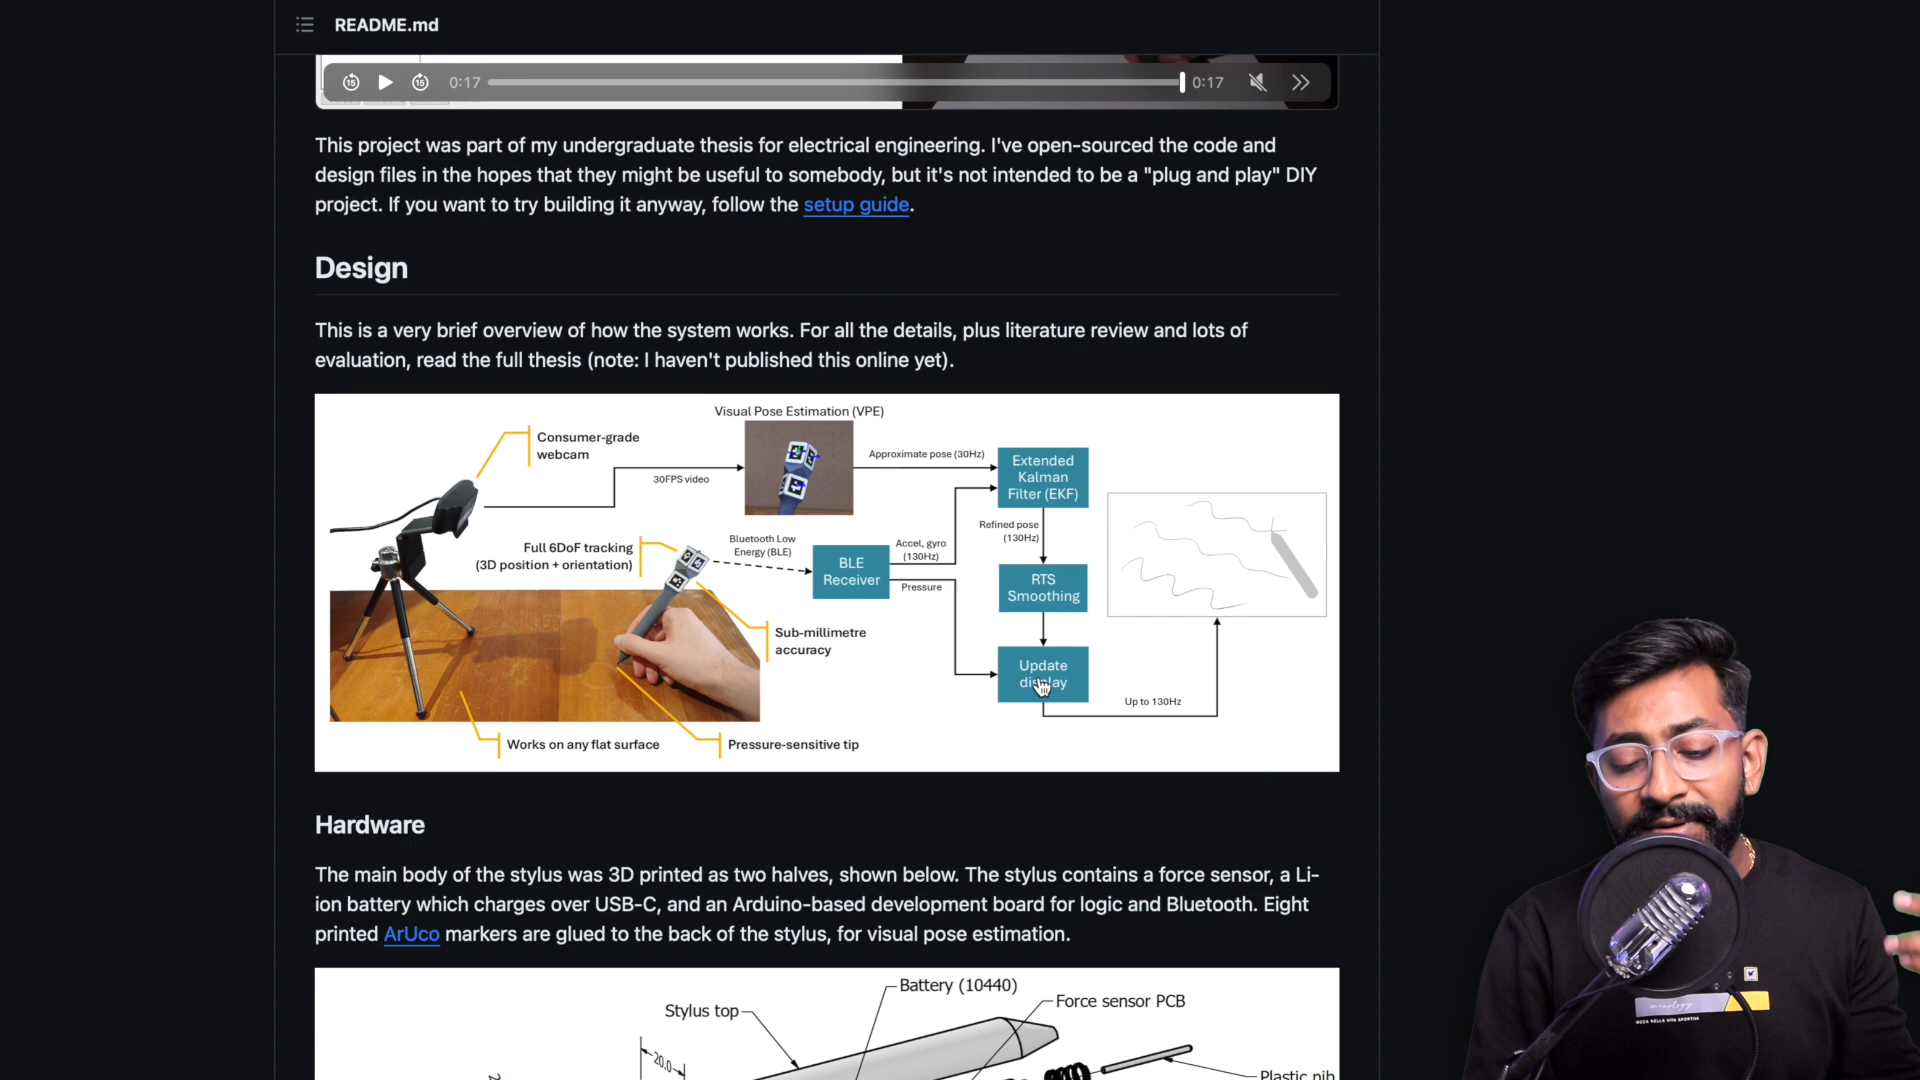 README.md
0:17
0:17
This project was part of my undergraduate thesis for electrical engineering. I've open-sourced the code and
design files in the hopes that they might be useful to somebody, but it's not intended to be a "plug and play" DIY
project. If you want to try building it anyway, follow the setup guide.
Design
This is a very brief overview of how the system works. For all the details, plus literature review and lots of
evaluation, read the full thesis (note: I haven't published this online yet).
Visual Pose Estimation (VPE)
Consumer-grade
webcam
30FPS video
Approximate pose (30Hz)
Extended
Kalman
Filter (EKF)
Full 6DoF tracking
(3D position + orientation)
Bluetooth Low
Energy (BLE)
BLE
Receiver
Accel, gyro
(130Hz)
Pressure
Refined pose
(130Hz)
RTS
Smoothing
Sub-millimetre
accuracy
Update
display
Up to 130Hz
Works on any flat surface
Pressure-sensitive tip
Hardware
The main body of the stylus was 3D printed as two halves, shown below. The stylus contains a force sensor, a Li-
ion battery which charges over USB-C, and an Arduino-based development board for logic and Bluetooth. Eight
printed ArUco markers are glued to the back of the stylus, for visual pose estimation.
Battery (10440)
Stylus top
Force sensor PCB
20.0
Plastic nib